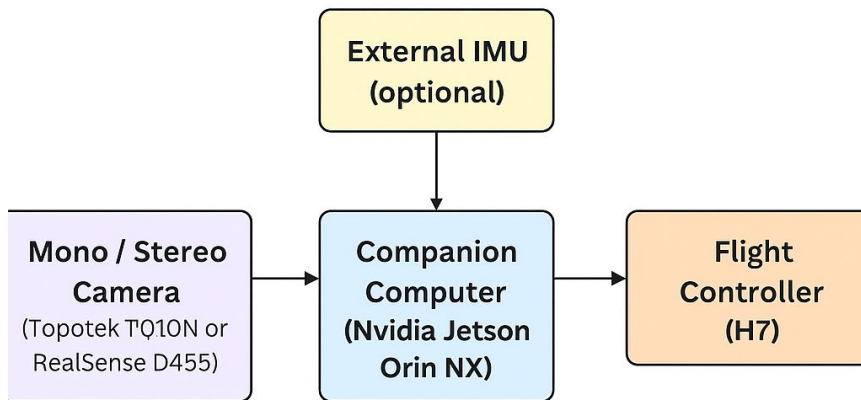 External IMU
(optional)
Mono / Stereo
Camera
(Topotek TQ10N or
RealSense D455)
Companion
Computer
(Nvidia Jetson
Orin NX)
Flight
Controller
(H7)